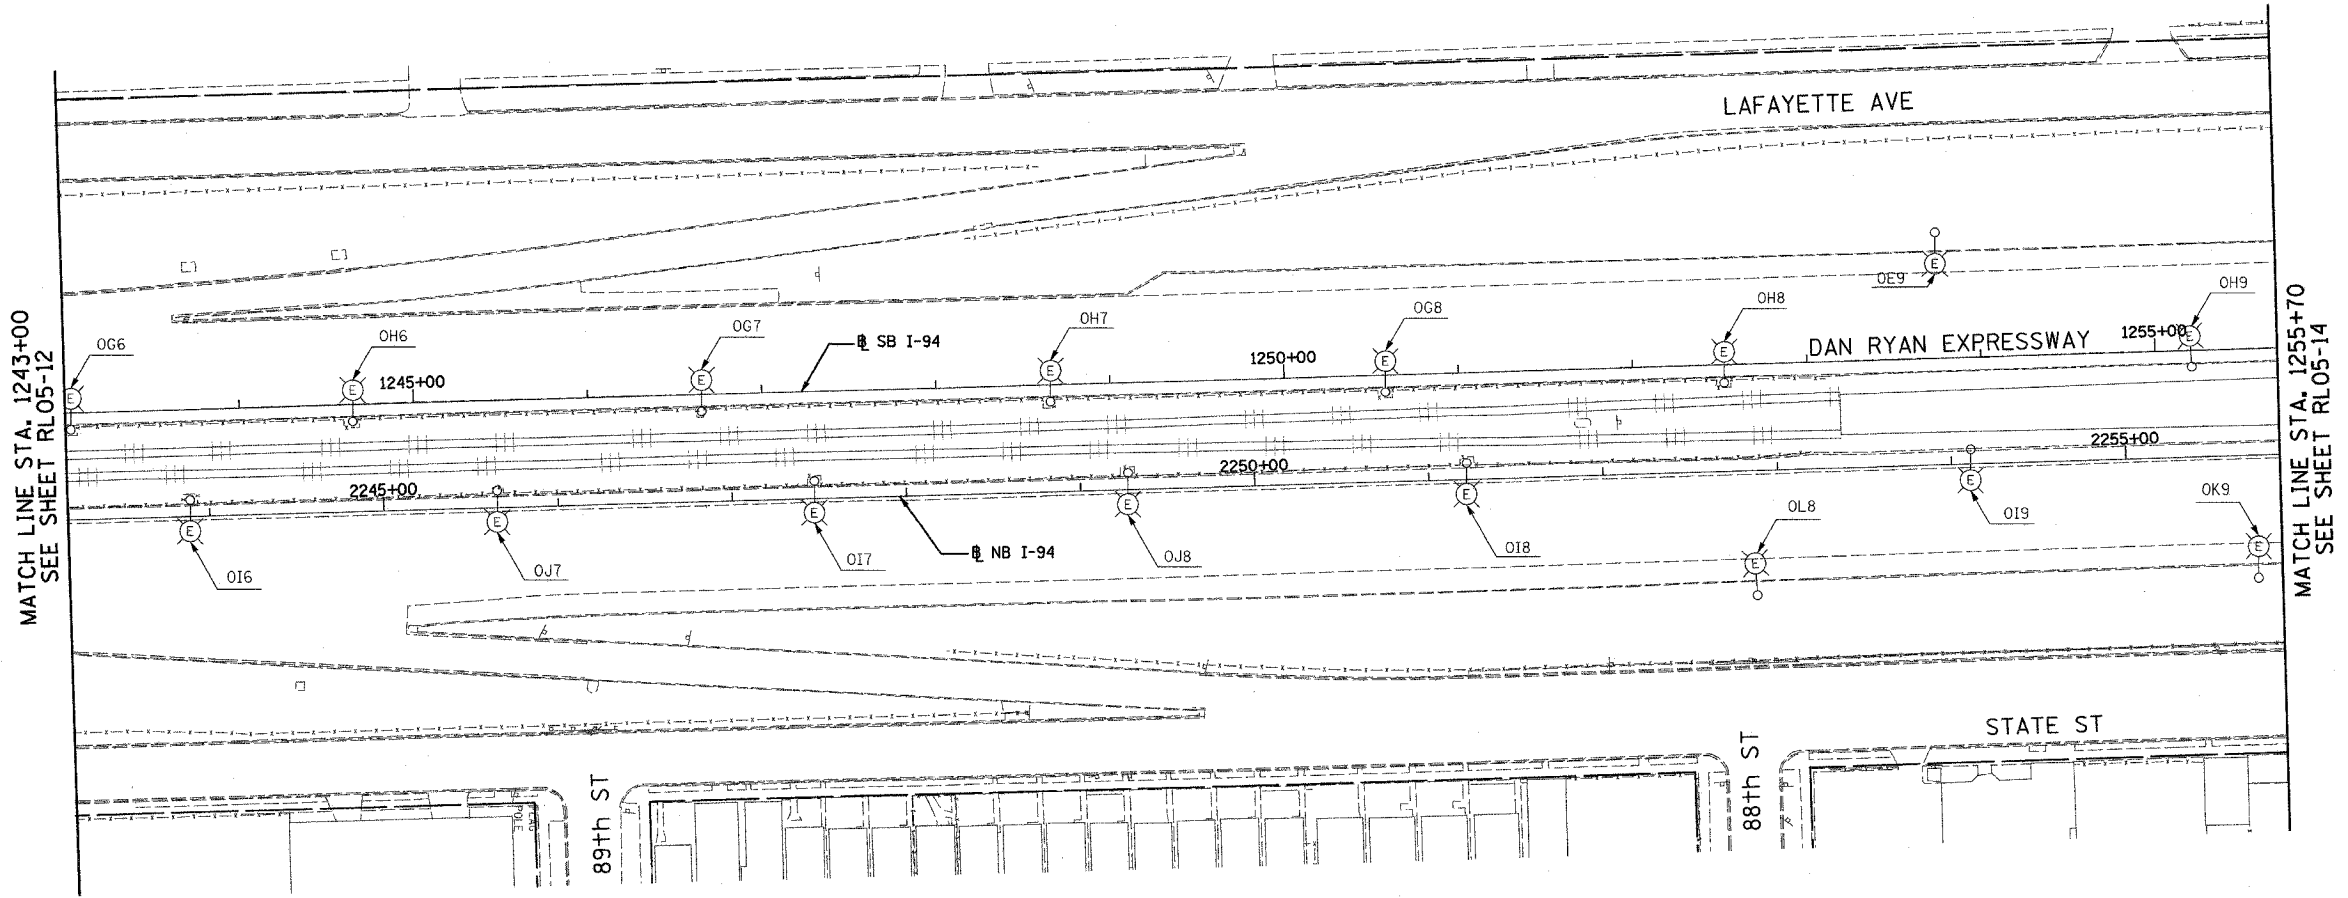 LAFAYETTE AVE
MATCH LINE STA. 1243+00
SEE SHEET RL05-12
MATCH LINE STA. 1255+70
SEE SHEET RL05-14
OE9
OH9
OG6
OH6
OG7
OH7
OG8
OH8
℄ SB I-94
DAN RYAN EXPRESSWAY
1245+00
1250+00
1255+00
E
E
E
E
E
E
E
E
2245+00
2250+00
2255+00
E
E
E
E
E
E
E
E
OI6
OJ7
OI7
℄ NB I-94
OJ8
OI8
OL8
OI9
OK9
STATE ST
89th ST
88th ST
POLE